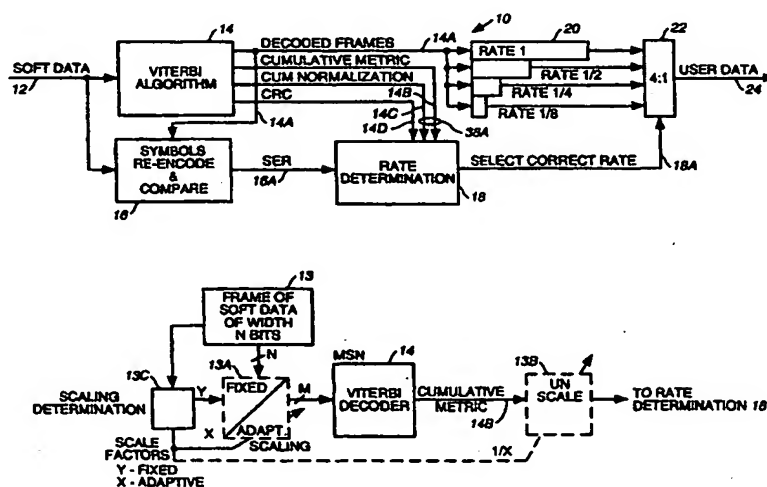 10
14
DECODED FRAMES
14A
20
22
RATE 1
SOFT DATA
12
VITERBI
ALGORITHM
CUMULATIVE METRIC
CUM NORMALIZATION
14B
CRC
14C
14D
38A
14A
RATE 1/2
RATE 1/4
RATE 1/8
4:1
USER DATA
24
SYMBOLS
RE-ENCODE
&
COMPARE
16
SER
16A
RATE
DETERMINATION
18
SELECT CORRECT RATE
18A
13
FRAME OF
SOFT DATA
OF WIDTH
N BITS
N
13C
13A
SCALING
DETERMINATION
Y
FIXED
X
ADAPT.
SCALING
M
M≤N
14
VITERBI
DECODER
CUMULATIVE
METRIC
14B
13B
UN
SCALE
TO RATE
DETERMINATION 18
1/X
SCALE
FACTORS
Y - FIXED
X - ADAPTIVE